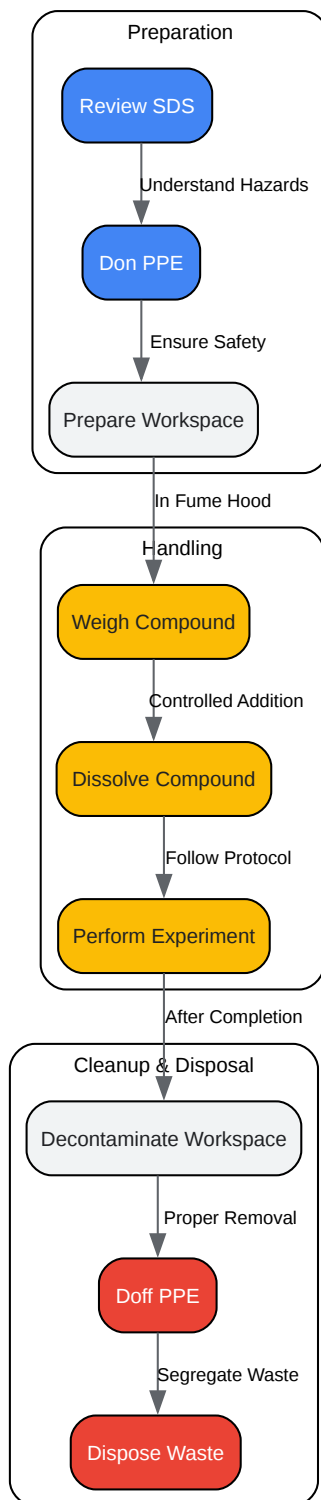 Preparation
Review SDS
Understand Hazards
Don PPE
Ensure Safety
Prepare Workspace
In Fume Hood
Handling
Weigh Compound
Controlled Addition
Dissolve Compound
Follow Protocol
Perform Experiment
After Completion
Cleanup & Disposal
Decontaminate Workspace
Proper Removal
Doff PPE
Segregate Waste
Dispose Waste